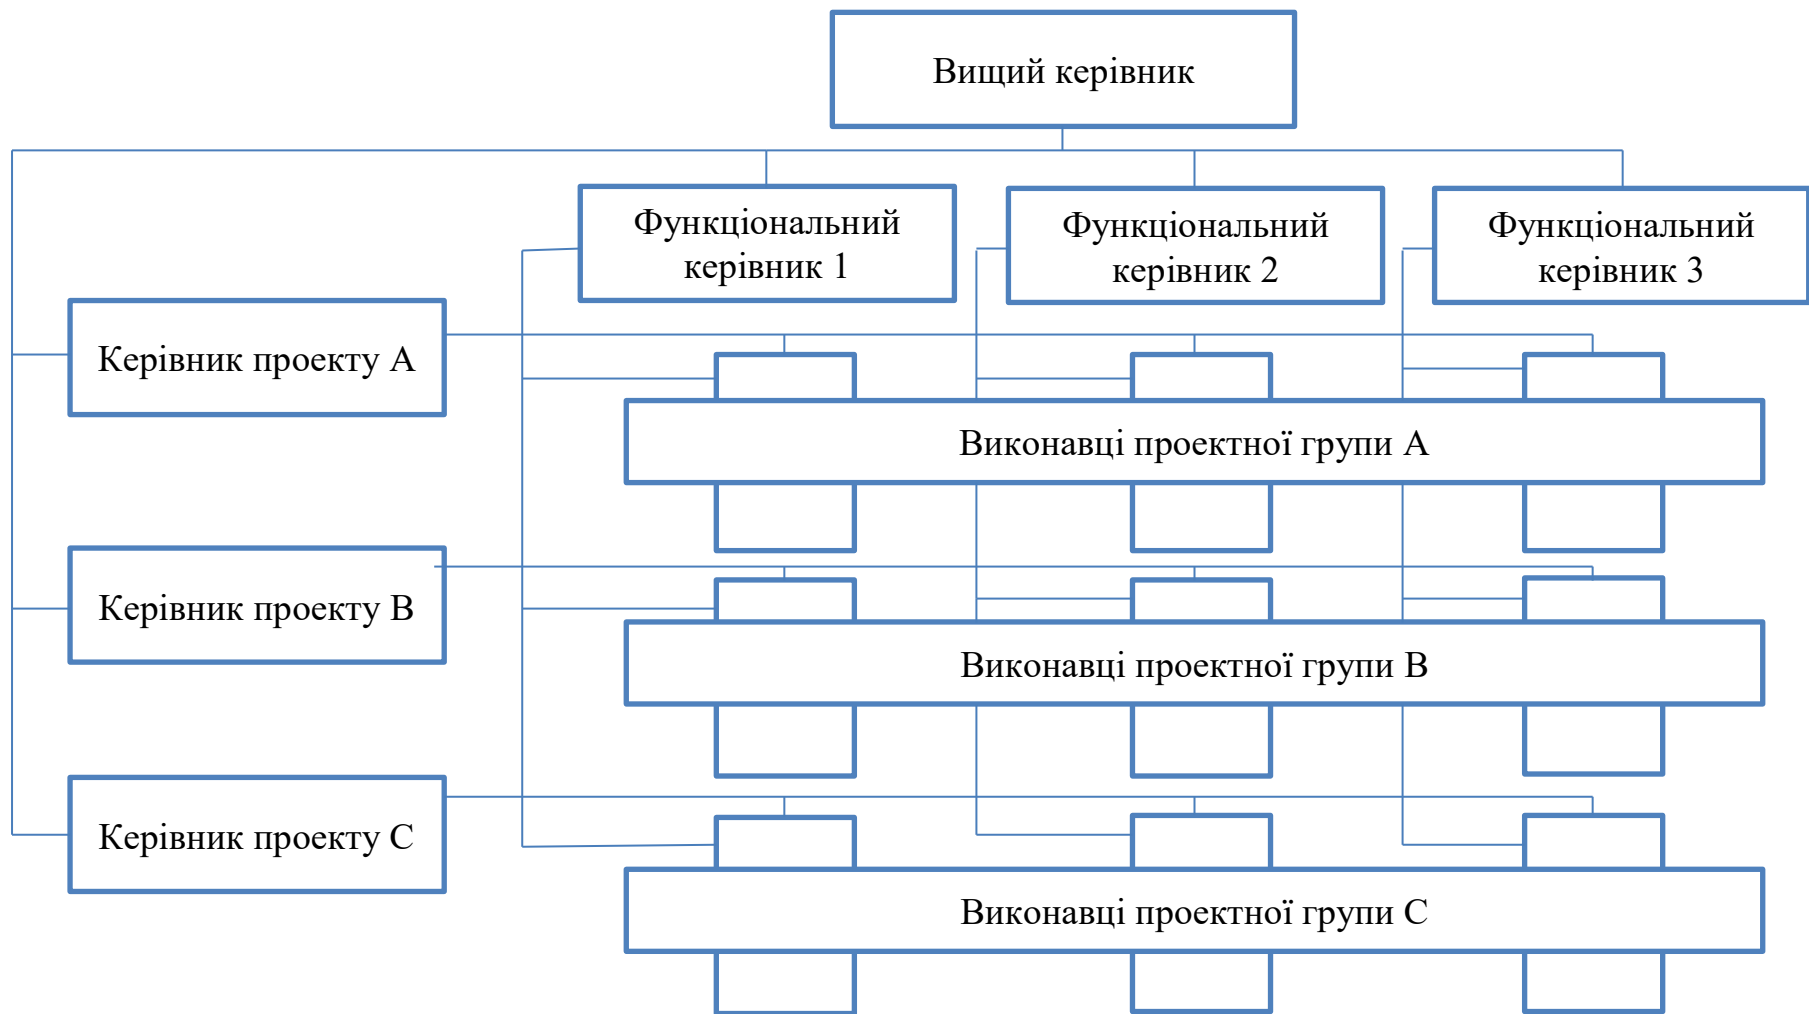 Вищий керівник
Функціональний
керівник 1
Функціональний
керівник 2
Функціональний
керівник 3
Керівник проекту А
Виконавці проектної групи А
Керівник проекту В
Виконавці проектної групи В
Керівник проекту С
Виконавці проектної групи С